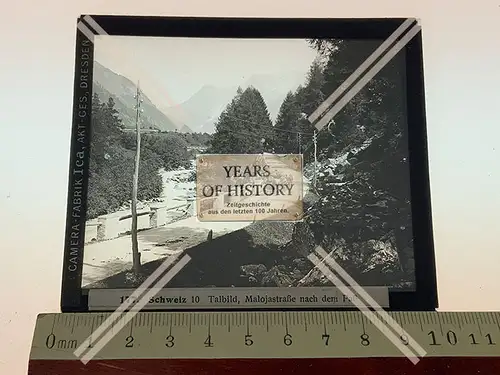 CAMERA-FABRIK Ica, AKT-GES, DRESDEN
YEARS
OF HISTORY
Zeitgeschichte
aus den letzten 100 Jahren.
Schweiz 10 Talbild, Malojastraße nach dem
0mm 1 2 3 4 5 6 7 8 9 10 11